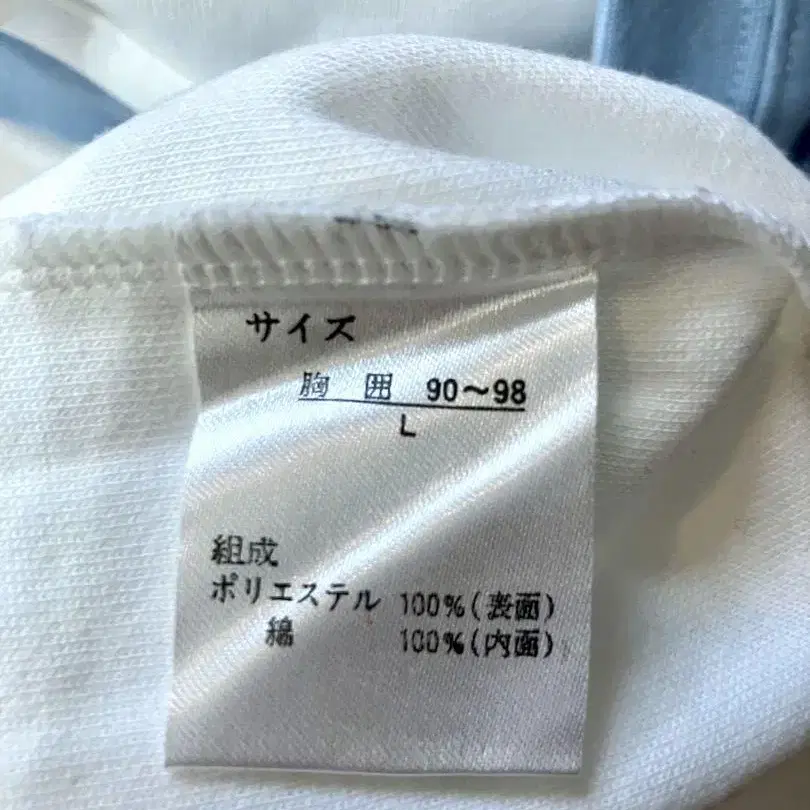 サイズ
胸 囲 90～98
L
組成
ポリエステル 100%(表面)
綿 100%(内面)